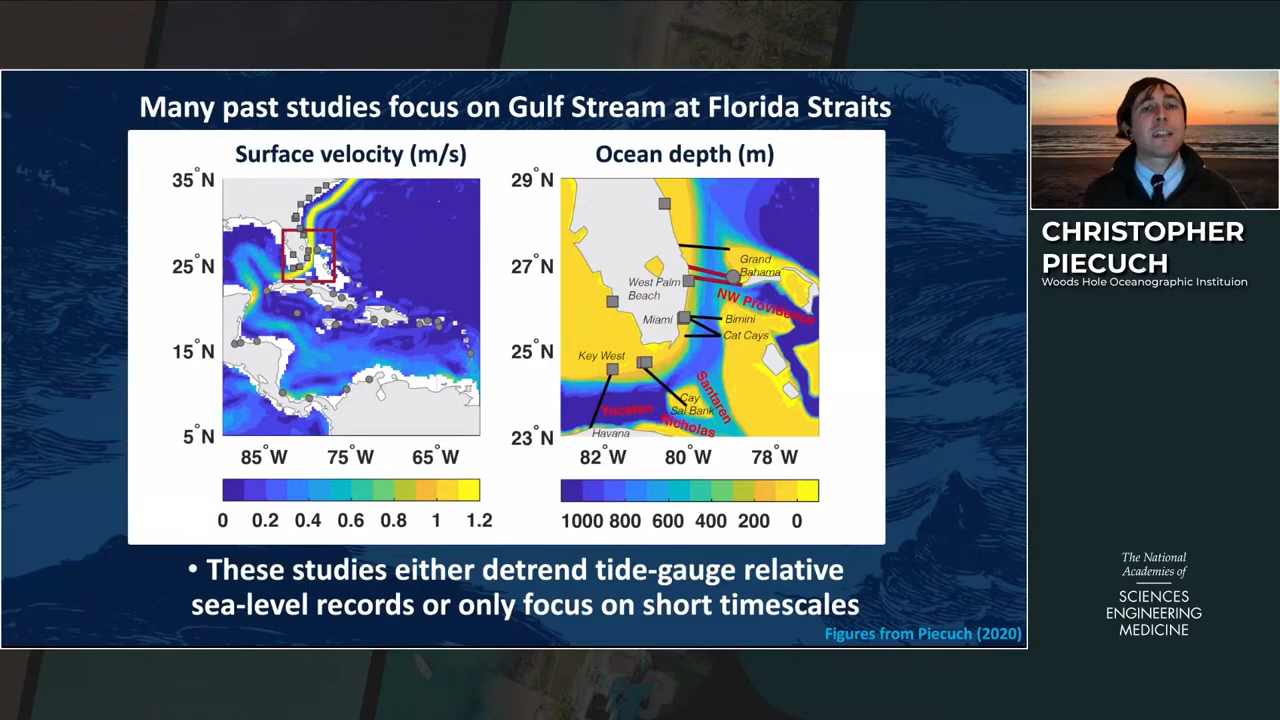 Many past studies focus on Gulf Stream at Florida Straits
Surface velocity (m/s)
35°N
25°N
15°N
5°N
85°W 75°W 65°W
0 0.2 0.4 0.6 0.8 1 1.2
Ocean depth (m)
29°N
27°N
25°N
23°N
Grand
Bahama
West Palm
Beach
NW Providence
Miami
Bimini
Cat Cays
Key West
Santaren
Cay
Sal Bank
Yucatan
Nicholas
Havana
82°W 80°W 78°W
1000 800 600 400 200 0
• These studies either detrend tide-gauge relative
sea-level records or only focus on short timescales
Figures from Piecuch (2020)
CHRISTOPHER
PIECUCH
Woods Hole Oceanographic Instituion
The National
Academies of
SCIENCES
ENGINEERING
MEDICINE